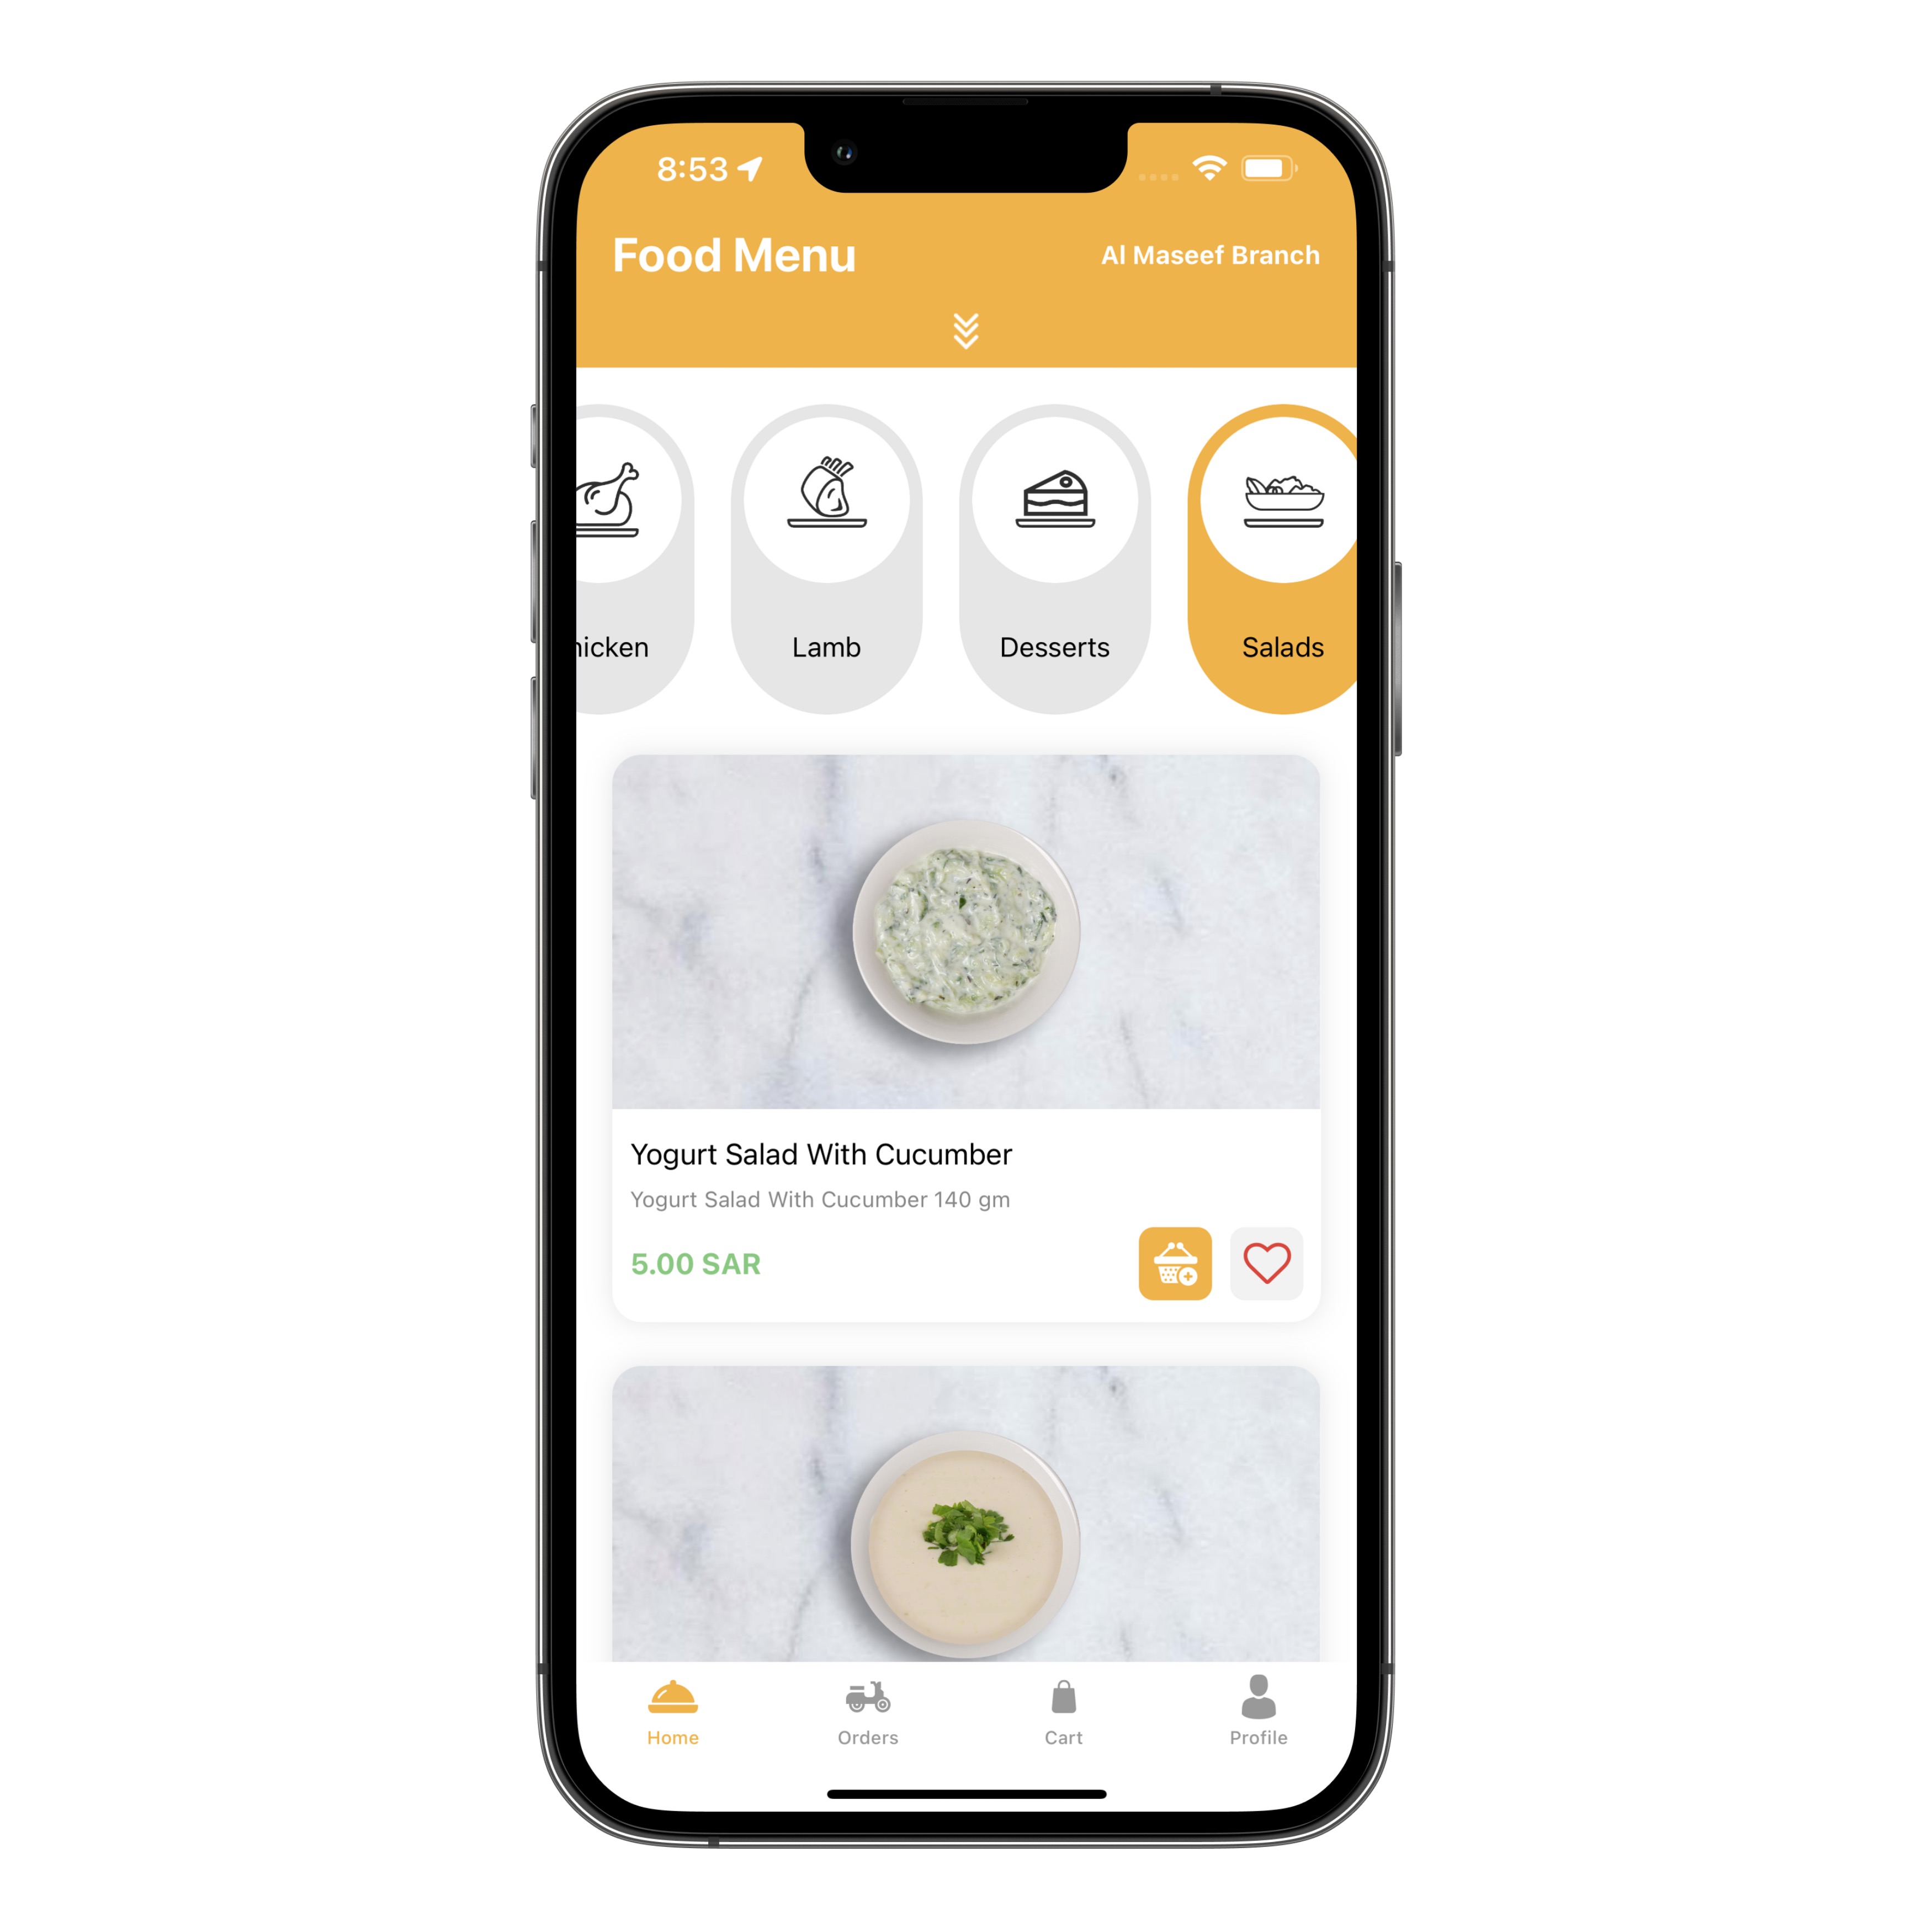 8:53
Food Menu
Al Maseef Branch
hicken
Lamb
Desserts
Salads
Yogurt Salad With Cucumber
Yogurt Salad With Cucumber 140 gm
5.00 SAR
Home
Orders
Cart
Profile